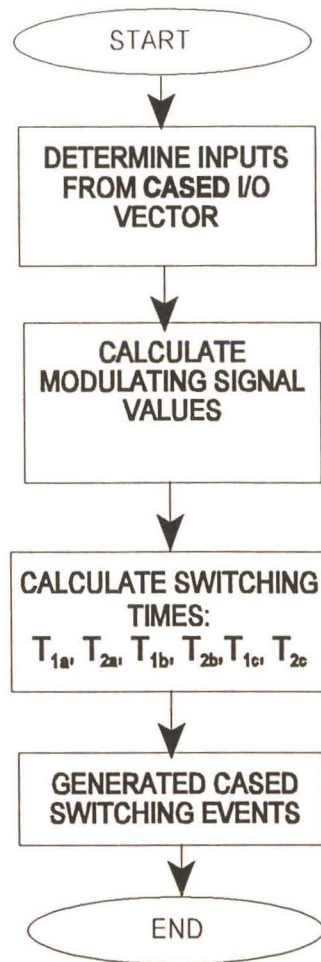 START
DETERMINE INPUTS
FROM CASED I/O
VECTOR
CALCULATE
MODULATING SIGNAL
VALUES
CALCULATE SWITCHING
TIMES:
T1a, T2a, T1b, T2b, T1c, T2c
GENERATED CASED
SWITCHING EVENTS
END